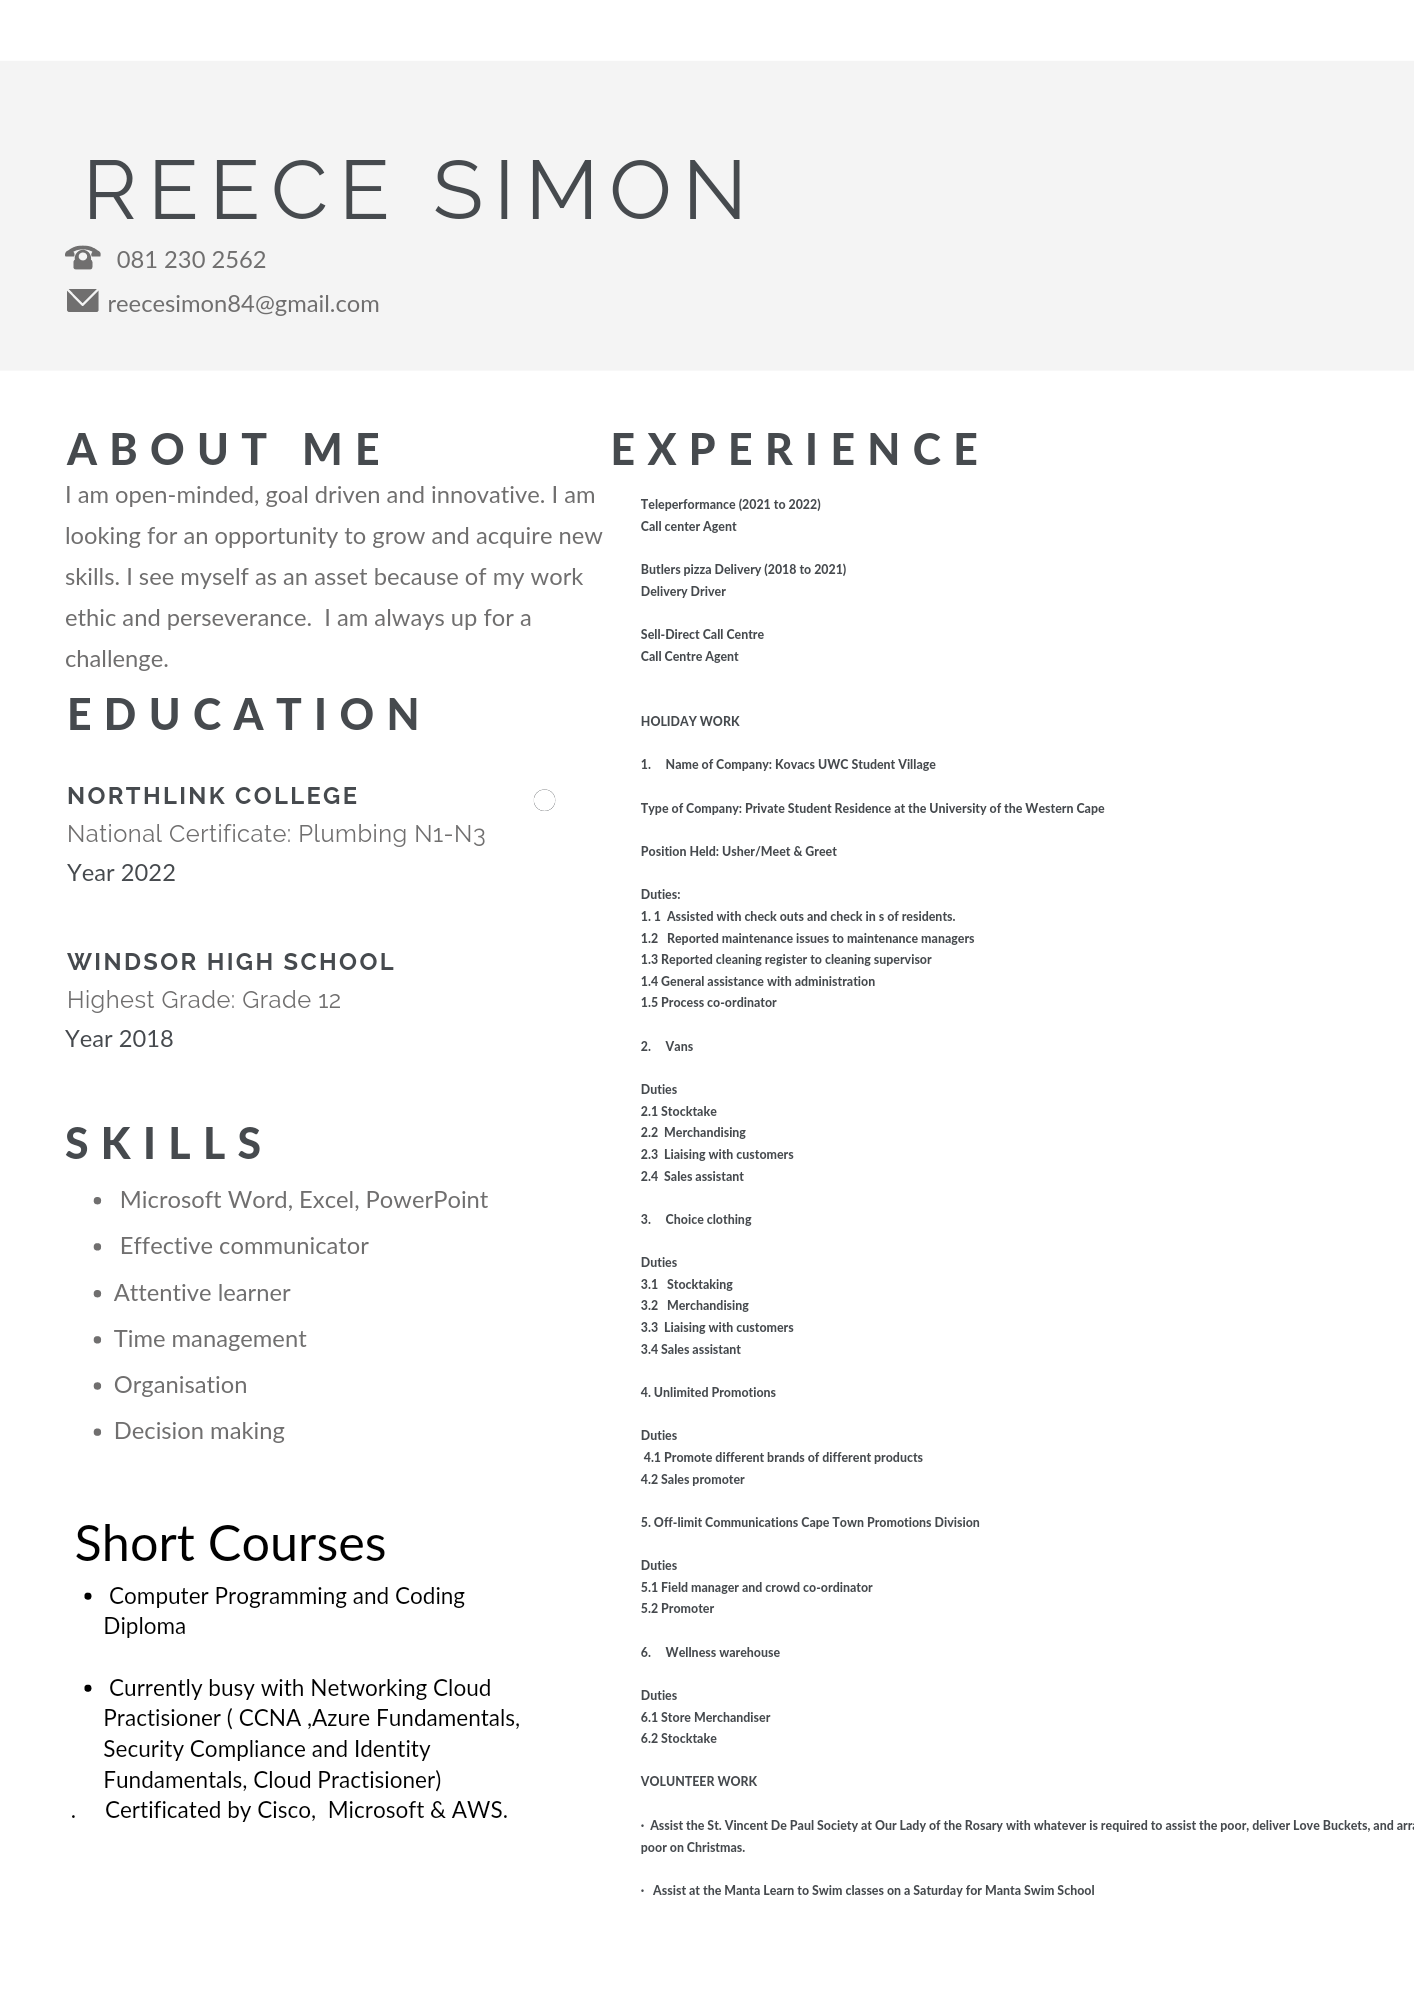 REECE SIMON
081 230 2562
reecesimon84@gmail.com
ABOUT ME
I am open-minded, goal driven and innovative. I am
looking for an opportunity to grow and acquire new
skills. I see myself as an asset because of my work
ethic and perseverance.  I am always up for a
challenge.
EDUCATION
NORTHLINK COLLEGE
National Certificate: Plumbing N1-N3
Year 2022
WINDSOR HIGH SCHOOL
Highest Grade: Grade 12
Year 2018
SKILLS
• Microsoft Word, Excel, PowerPoint
• Effective communicator
• Attentive learner
• Time management
• Organisation
• Decision making
Short Courses
• Computer Programming and Coding
Diploma
• Currently busy with Networking Cloud
Practisioner ( CCNA ,Azure Fundamentals,
Security Compliance and Identity
Fundamentals, Cloud Practisioner)
. Certificated by Cisco,  Microsoft & AWS.
EXPERIENCE
Teleperformance (2021 to 2022)
Call center Agent
Butlers pizza Delivery (2018 to 2021)
Delivery Driver
Sell-Direct Call Centre
Call Centre Agent
HOLIDAY WORK
1. Name of Company: Kovacs UWC Student Village
Type of Company: Private Student Residence at the University of the Western Cape
Position Held: Usher/Meet & Greet
Duties:
1. 1 Assisted with check outs and check in s of residents.
1.2 Reported maintenance issues to maintenance managers
1.3 Reported cleaning register to cleaning supervisor
1.4 General assistance with administration
1.5 Process co-ordinator
2. Vans
Duties
2.1 Stocktake
2.2 Merchandising
2.3 Liaising with customers
2.4 Sales assistant
3. Choice clothing
Duties
3.1 Stocktaking
3.2 Merchandising
3.3 Liaising with customers
3.4 Sales assistant
4. Unlimited Promotions
Duties
4.1 Promote different brands of different products
4.2 Sales promoter
5. Off-limit Communications Cape Town Promotions Division
Duties
5.1 Field manager and crowd co-ordinator
5.2 Promoter
6. Wellness warehouse
Duties
6.1 Store Merchandiser
6.2 Stocktake
VOLUNTEER WORK
· Assist the St. Vincent De Paul Society at Our Lady of the Rosary with whatever is required to assist the poor, deliver Love Buckets, and
poor on Christmas.
· Assist at the Manta Learn to Swim classes on a Saturday for Manta Swim School